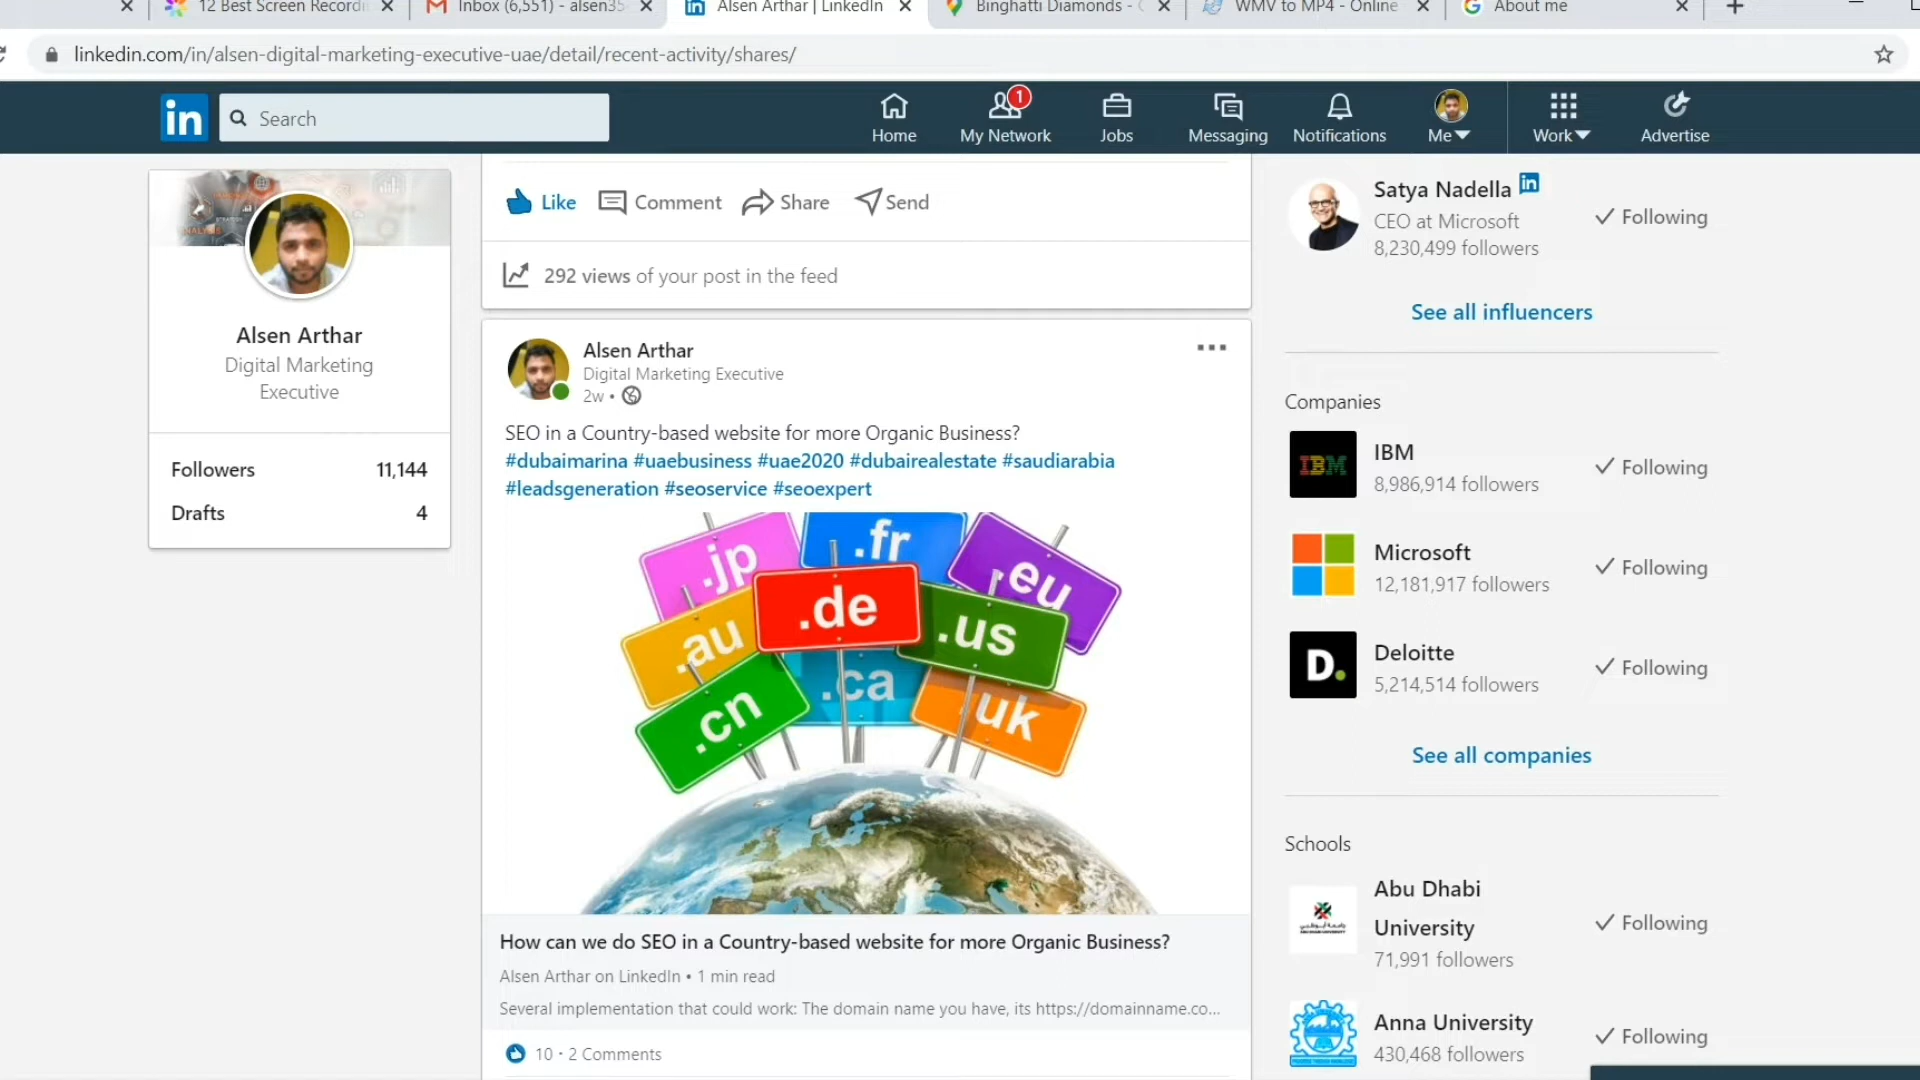 12 Best Screen Recordi
Inbox (6,551) - alsen35
Alsen Arthar | LinkedIn
Binghatti Diamonds - 
WMV to MP4 - Online
About me
linkedin.com/in/alsen-digital-marketing-executive-uae/detail/recent-activity/shares/
in
Search
Home
1
My Network
Jobs
Messaging
Notifications
Me
Work
Advertise
Alsen Arthar
Digital Marketing
Executive
Followers 11,144
Drafts 4
Like Comment Share Send
292 views of your post in the feed
Alsen Arthar
Digital Marketing Executive
2w •
SEO in a Country-based website for more Organic Business?
#dubaimarina #uaebusiness #uae2020 #dubairealestate #saudiarabia
#leadsgeneration #seoservice #seoexpert
.jp
.fr
.eu
.au
.de
.us
.cn
.ca
.uk
How can we do SEO in a Country-based website for more Organic Business?
Alsen Arthar on LinkedIn • 1 min read
Several implementation that could work: The domain name you have, its https://domainname.co...
10 · 2 Comments
Satya Nadella in
CEO at Microsoft
8,230,499 followers
Following
See all influencers
Companies
IBM
IBM
8,986,914 followers
Following
Microsoft
12,181,917 followers
Following
D.
Deloitte
5,214,514 followers
Following
See all companies
Schools
Abu Dhabi
University
71,991 followers
Following
Anna University
430,468 followers
Following